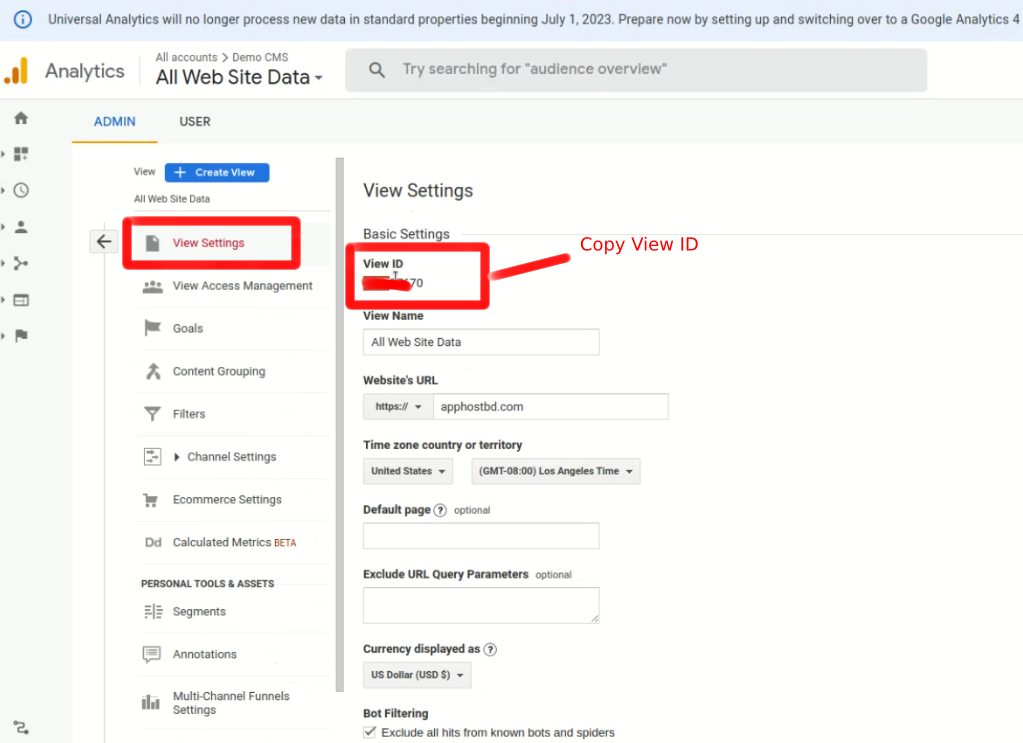 Universal Analytics will no longer process new data in standard properties beginning July 1, 2023. Prepare now by setting up and switching over to a Google Analytics 4
Analytics
All accounts > Demo CMS
All Web Site Data
Try searching for "audience overview"
ADMIN USER
View + Create View
All Web Site Data
View Settings
View Access Management
Goals
Content Grouping
Filters
Channel Settings
Ecommerce Settings
Dd Calculated Metrics BETA
PERSONAL TOOLS & ASSETS
Segments
Annotations
Multi-Channel Funnels
Settings
View Settings
Basic Settings
Copy View ID
View ID
View Name
All Web Site Data
Website's URL
https:// apphostbd.com
Time zone country or territory
United States (GMT-08:00) Los Angeles Time
Default page ? optional
Exclude URL Query Parameters optional
Currency displayed as ?
US Dollar (USD $)
Bot Filtering
Exclude all hits from known bots and spiders